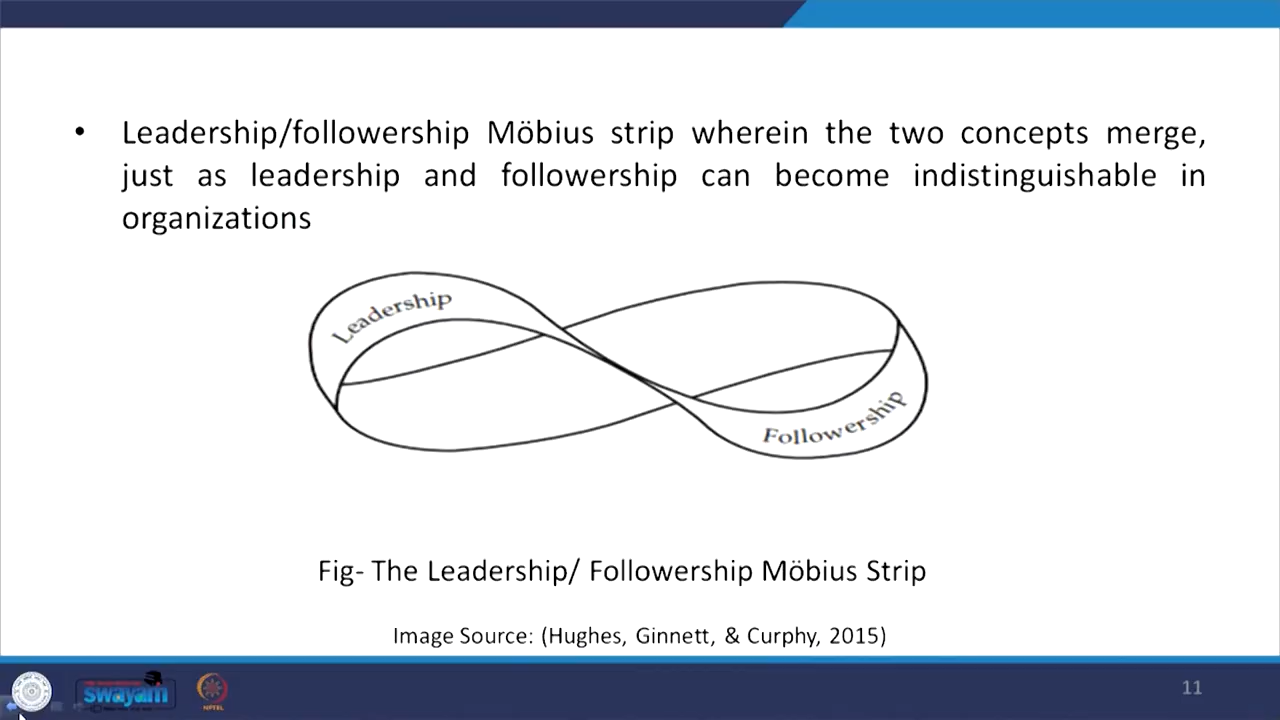 • Leadership/followership Möbius strip wherein the two concepts merge,
just as leadership and followership can become indistinguishable in
organizations
Leadership
Followership
Fig- The Leadership/ Followership Möbius Strip
Image Source: (Hughes, Ginnett, & Curphy, 2015)
swayam
NPTEL
11